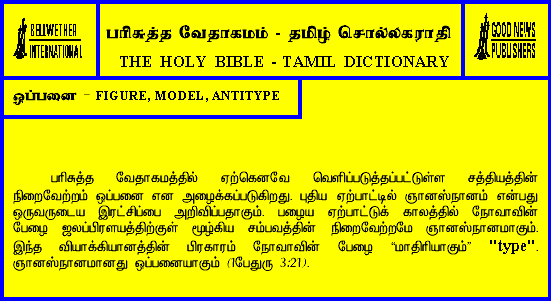 BELLWETHER
INTERNATIONAL
பரிசுத்த வேதாகமம் - தமிழ் சொல்லகராதி
THE HOLY BIBLE - TAMIL DICTIONARY
GOOD NEWS
PUBLISHERS
ஒப்பனை - FIGURE, MODEL, ANTITYPE
பரிசுத்த வேதாகமத்தில் ஏற்கெனவே வெளிப்படுத்தப்பட்டுள்ள சத்தியத்தின்
நிறைவேற்றம் ஒப்பனை என அழைக்கப்படுகிறது. புதிய ஏற்பாட்டில் ஞானஸ்நானம் என்பது
ஒருவருடைய இரட்சிப்பை அறிவிப்பதாகும். பழைய ஏற்பாட்டுக் காலத்தில் நோவாவின்
பேழை ஜலப்பிரளயத்திற்குள் மூழ்கிய சம்பவத்தின் நிறைவேற்றமே ஞானஸ்நானமாகும்.
இந்த வியாக்கியானத்தின் பிரகாரம் நோவாவின் பேழை “மாதிரியாகும்” "type".
ஞானஸ்நானமானது ஒப்பனையாகும் (1பேதுரு 3:21).